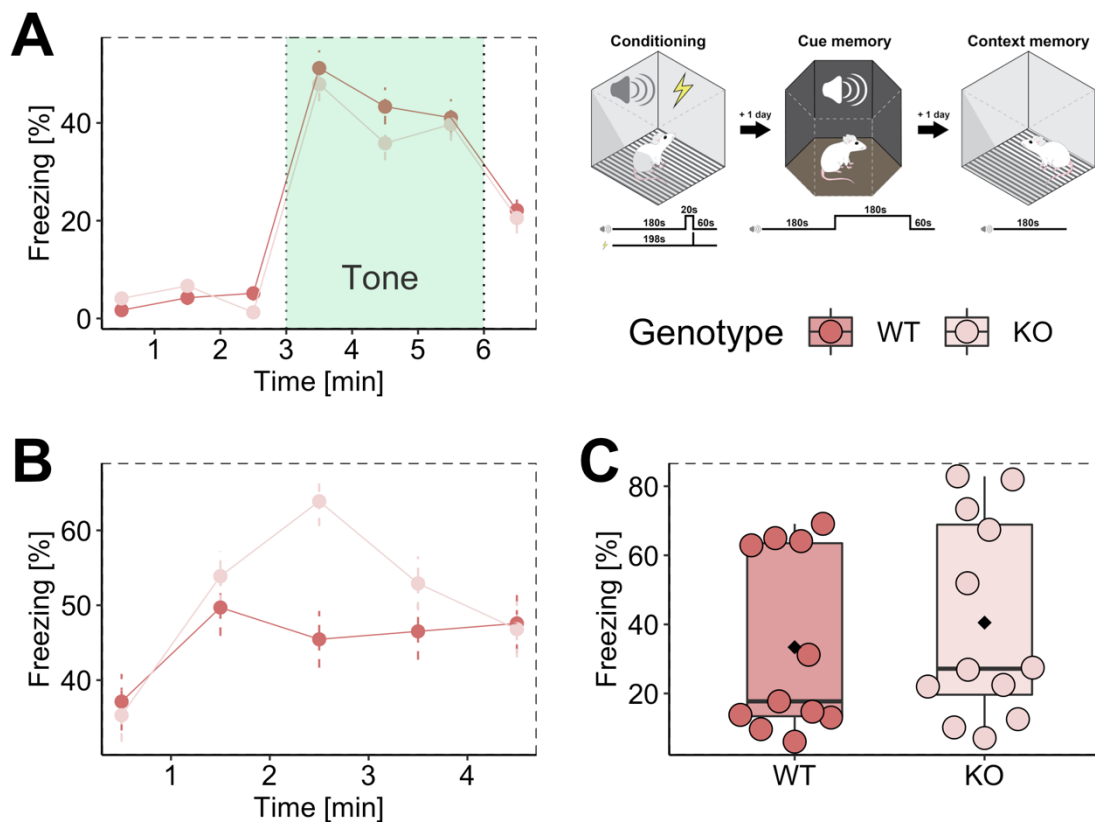 A
Freezing [%]
40
20
0
Tone
1 2 3 4 5 6
Time [min]
Conditioning Cue memory Context memory
+ 1 day + 1 day
20s
180s 60s
198s
180s
180s 60s
180s
Genotype WT KO
B
Freezing [%]
60
50
40
1 2 3 4
Time [min]
C
Freezing [%]
80
60
40
20
WT KO